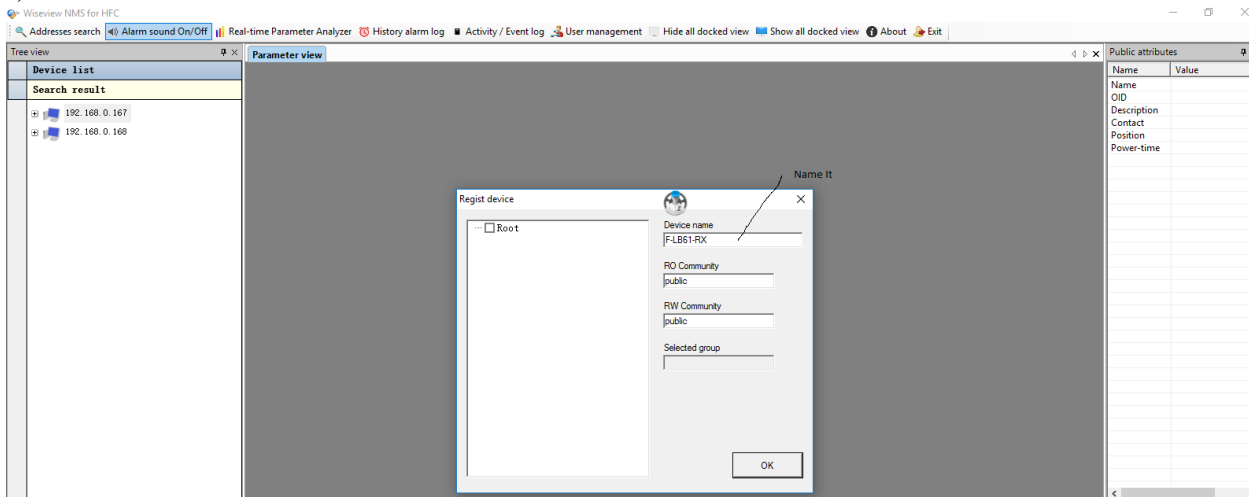 Wiseview NMS for HFC
Addresses search Alarm sound On/Off Real-time Parameter Analyzer History alarm log Activity / Event log User management Hide all docked view Show all docked view About Exit
Tree view
Device list
Search result
192.168.0.167
192.168.0.168
Parameter view
Name It
Regist device
Root
Device name
F-LB61-RX
RO Community
public
RW Community
public
Selected group
OK
Public attributes
Name Value
Name
OID
Description
Contact
Position
Power-time